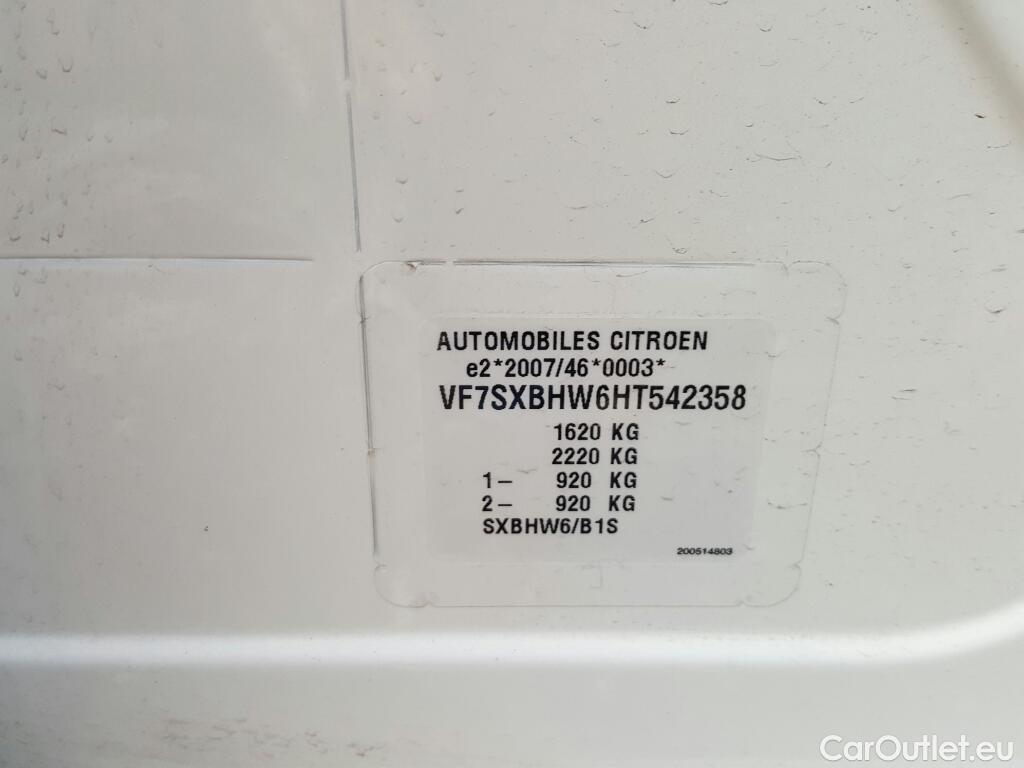 AUTOMOBILES CITROEN
e2*2007/46*0003*
VF7SXBHW6HT542358
1620 KG
2220 KG
1- 920 KG
2- 920 KG
SXBHW6/B1S
200514803
CarOutlet.eu